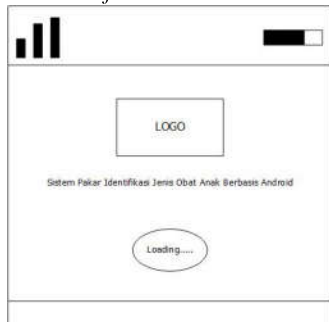 LOGO
Sistem Pakar Identifikasi Jenis Obat Anak Berbasis Android
Loading.....